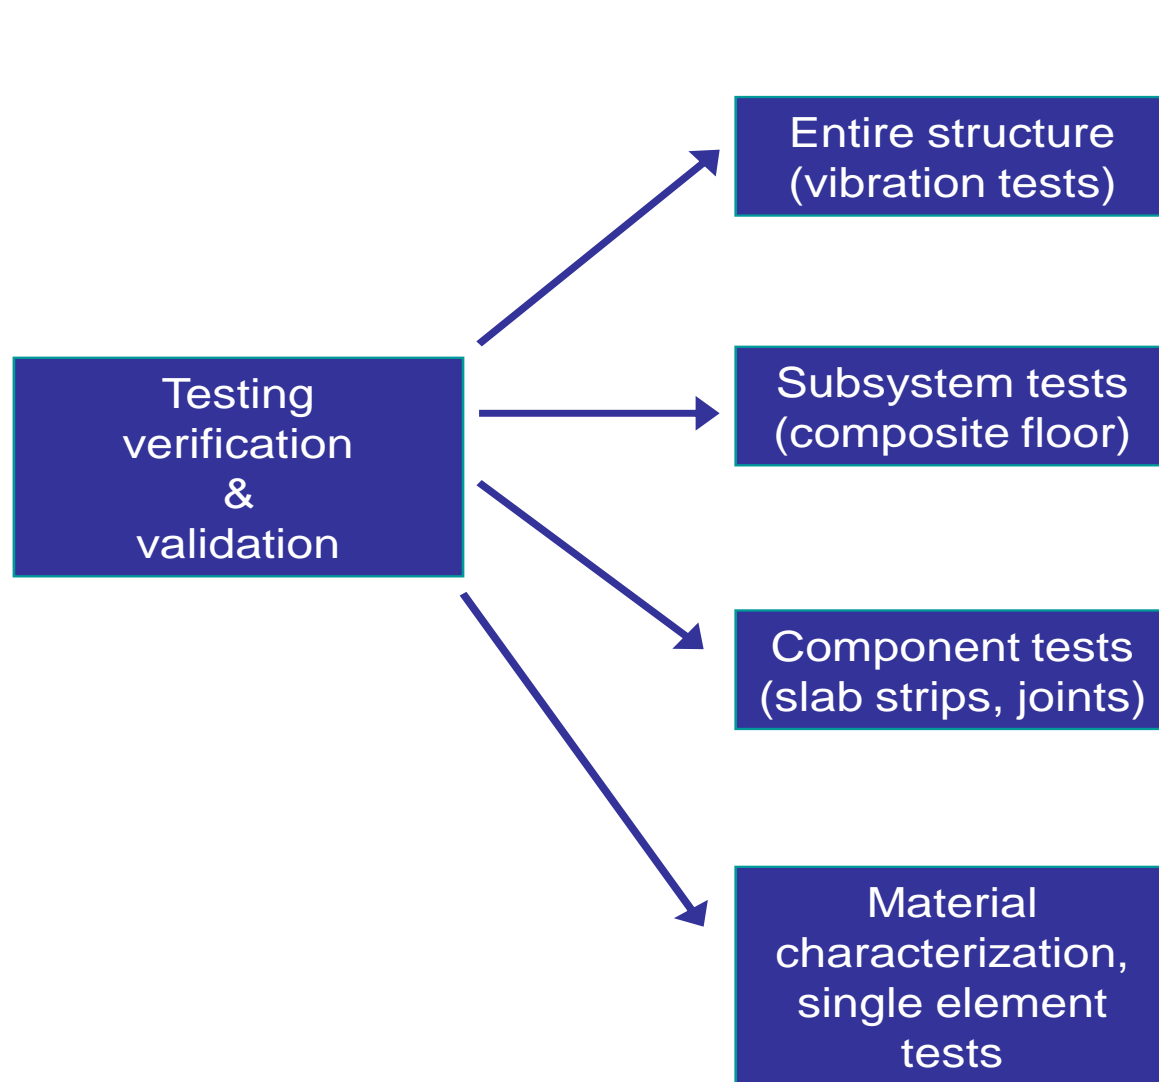 Entire structure
(vibration tests)
Testing
verification
&
validation
Subsystem tests
(composite floor)
Component tests
(slab strips, joints)
Material
characterization,
single element
tests